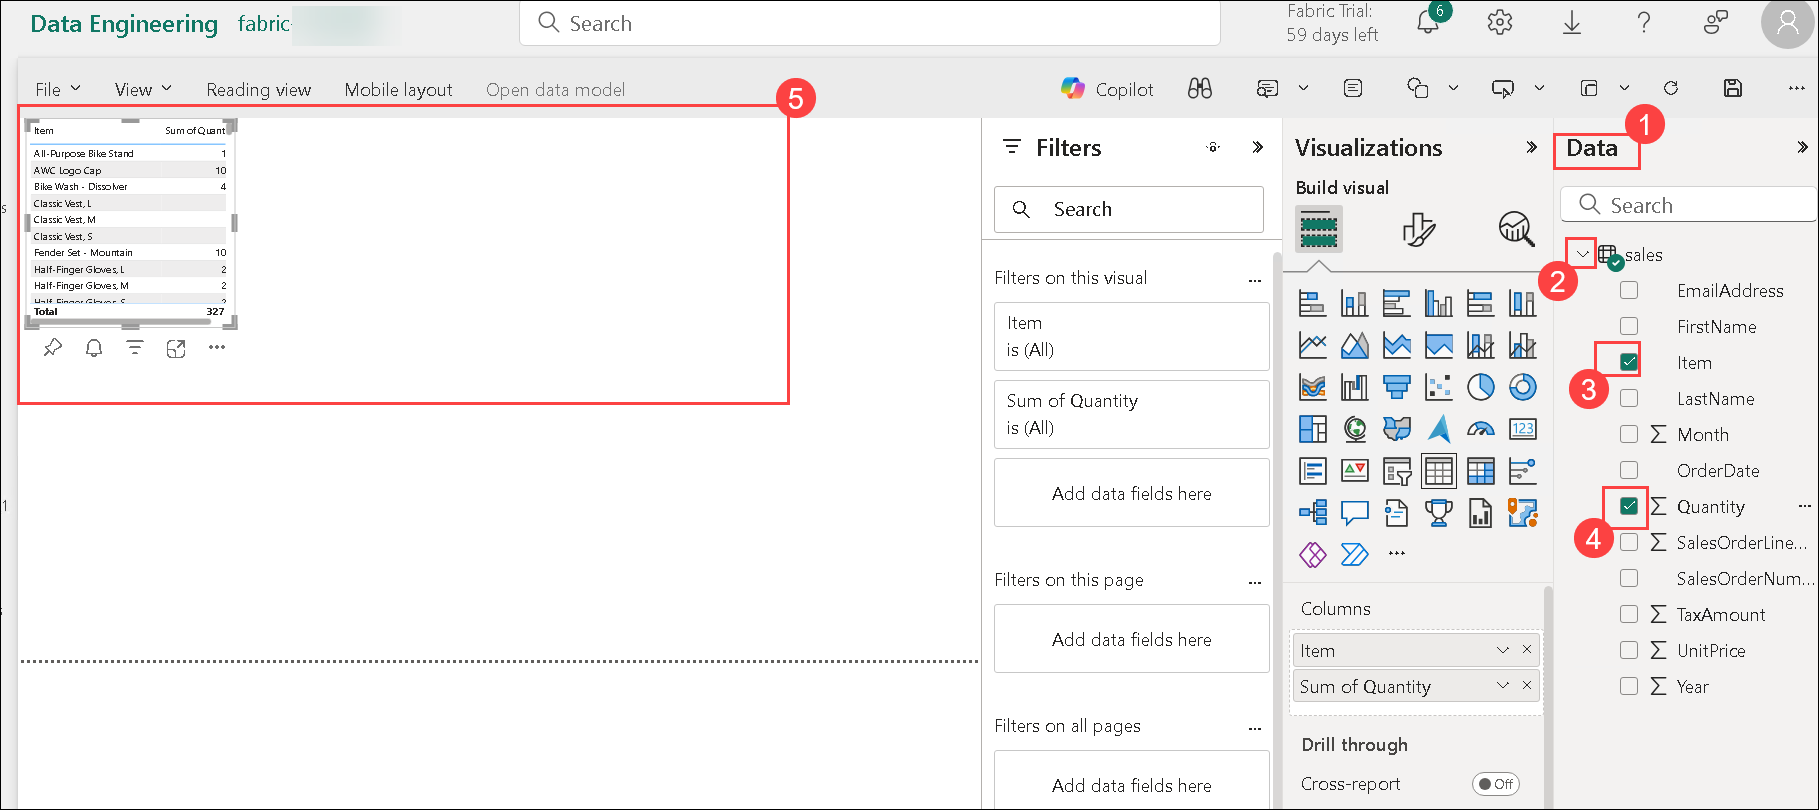 Data Engineering
fabric-
Search
Fabric Trial:
59 days left
6
File
View
Reading view
Mobile layout
Open data model
Copilot
5
Item Sum of Quant
All-Purpose Bike Stand 1
AWC Logo Cap 10
Bike Wash - Dissolver 4
Classic Vest, L
Classic Vest, M
Classic Vest, S
Fender Set - Mountain 10
Half-Finger Gloves, L 2
Half-Finger Gloves, M 2
Half-Finger Gloves, S 2
Total 327
s
1
Filters
Search
Filters on this visual
Item
is (All)
Sum of Quantity
is (All)
Add data fields here
Filters on this page
Add data fields here
Filters on all pages
Add data fields here
Visualizations
Build visual
123
Columns
Item
Sum of Quantity
Drill through
Cross-report
Off
1
Data
Search
2
sales
EmailAddress
FirstName
Item
3
LastName
Month
OrderDate
Quantity
4
SalesOrderLine...
SalesOrderNum...
TaxAmount
UnitPrice
Year